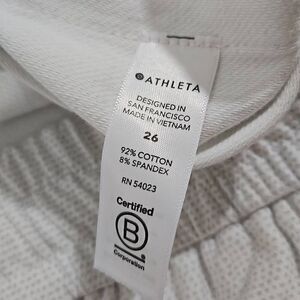 ATHLETA
DESIGNED IN
SAN FRANCISCO
MADE IN VIETNAM
26
92% COTTON
8% SPANDEX
RN 54023
Certified
B
Corporation